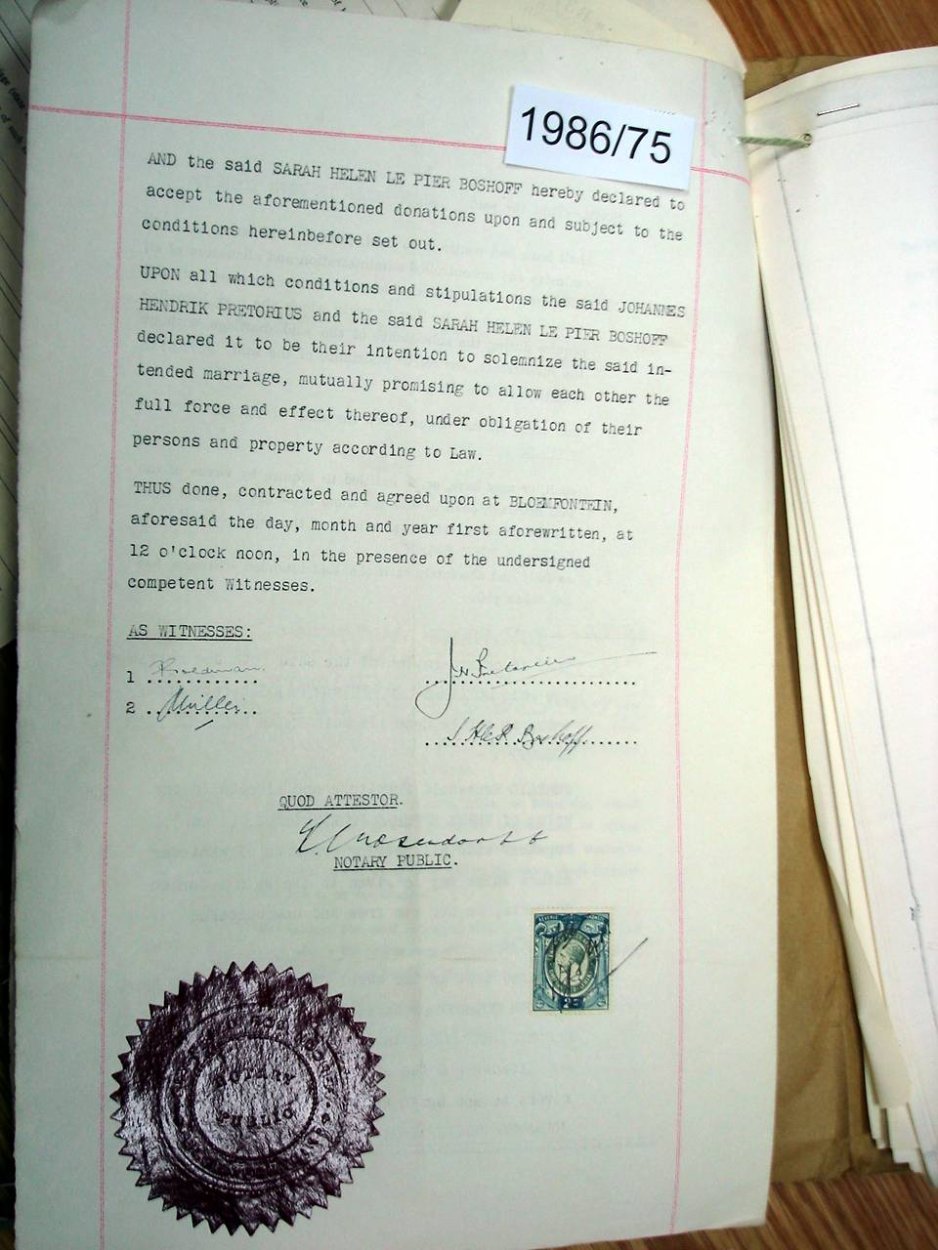 1986/75
AND the said SARAH HELEN LE PIER BOSHOFF hereby declared to
accept the aforementioned donations upon and subject to the
conditions hereinbefore set out.
UPON all which conditions and stipulations the said JOHANNES
HENDRIK PRETORIUS and the said SARAH HELEN LE PIER BOSHOFF
declared it to be their intention to solemnize the said in-
tended marriage, mutually promising to allow each other the
full force and effect thereof, under obligation of their
persons and property according to Law.
THUS done, contracted and agreed upon at BLOEMFONTEIN,
aforesaid the day, month and year first aforewritten, at
12 o'clock noon, in the presence of the undersigned
competent Witnesses.
AS WITNESSES:
1
J H Pretorius
2 Müller
Boshoff
QUOD ATTESTOR.
NOTARY PUBLIC.
NOTARY
PUBLIC